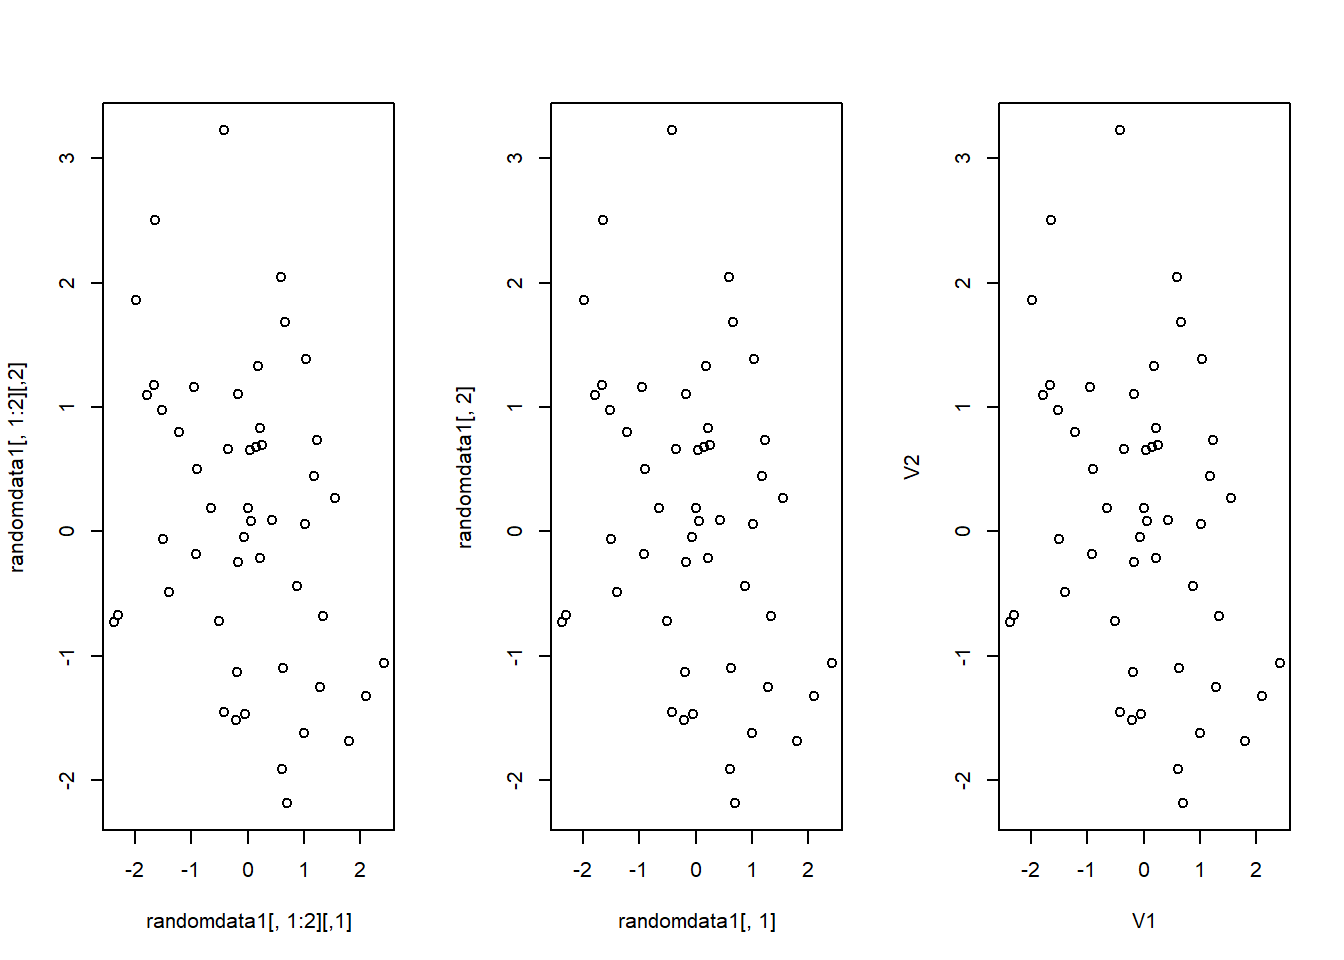 3
2
1
0
-1
-2
randomdata1[, 1:2][,2]
-2 -1 0 1 2
randomdata1[, 1:2][,1]
3
2
1
0
-1
-2
randomdata1[, 2]
-2 -1 0 1 2
randomdata1[, 1]
3
2
1
0
-1
-2
V2
-2 -1 0 1 2
V1